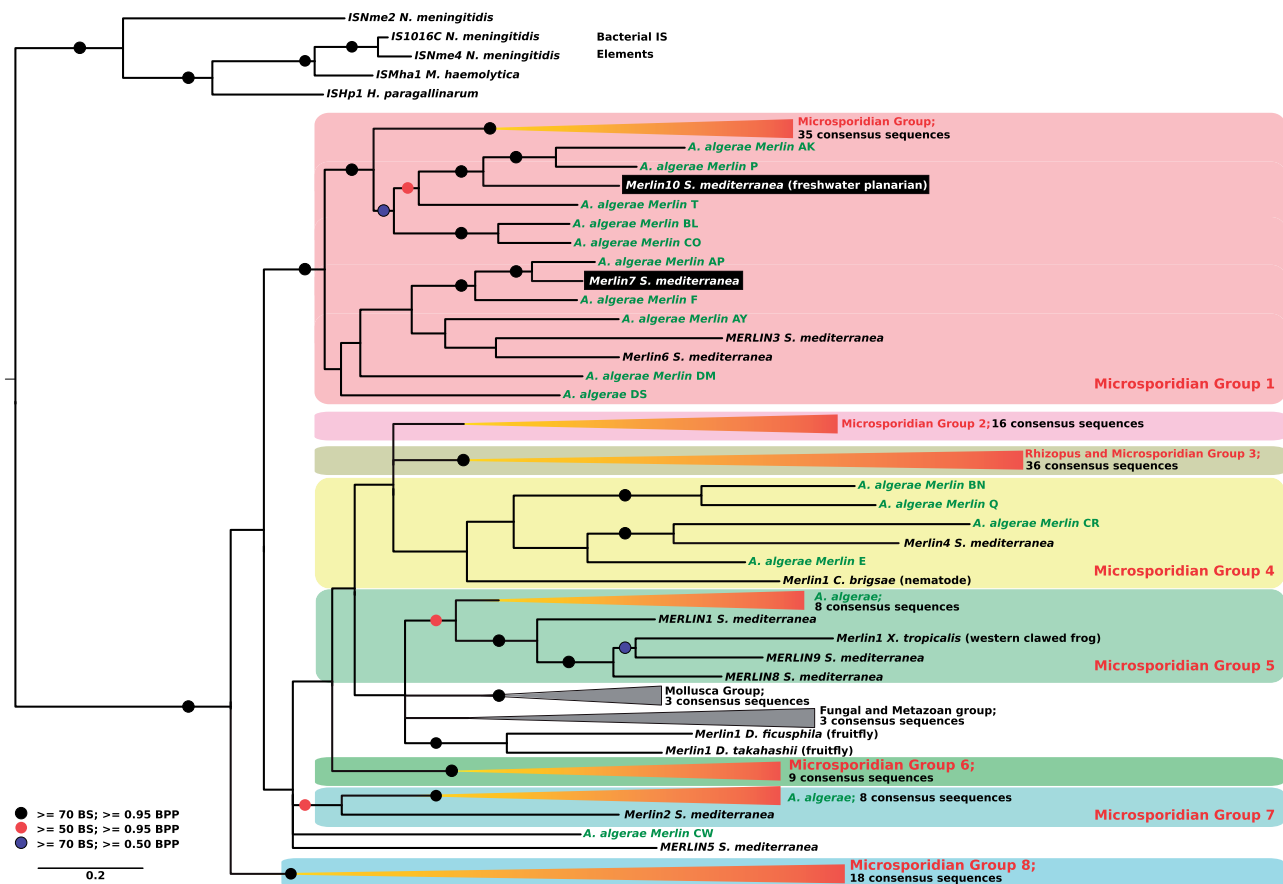 ISNme2 N. meningitidis
IS1016C N. meningitidis
Bacterial IS
ISNme4 N. meningitidis
Elements
ISMha1 M. haemolytica
ISHp1 H. paragallinarum
Microsporidian Group;
35 consensus sequences
A. algerae Merlin AK
A. algerae Merlin P
Merlin10 S. mediterranea (freshwater planarian)
A. algerae Merlin T
A. algerae Merlin BL
A. algerae Merlin CO
A. algerae Merlin AP
Merlin7 S. mediterranea
A. algerae Merlin F
A. algerae Merlin AY
MERLIN3 S. mediterranea
Merlin6 S. mediterranea
A. algerae Merlin DM
Microsporidian Group 1
A. algerae DS
Microsporidian Group 2; 16 consensus sequences
Rhizopus and Microsporidian Group 3;
36 consensus sequences
A. algerae Merlin BN
A. algerae Merlin Q
A. algerae Merlin CR
Merlin4 S. mediterranea
A. algerae Merlin E
Microsporidian Group 4
Merlin1 C. brigsae (nematode)
A. algerae;
8 consensus sequences
MERLIN1 S. mediterranea
Merlin1 X. tropicalis (western clawed frog)
MERLIN9 S. mediterranea
Microsporidian Group 5
MERLIN8 S. mediterranea
Mollusca Group;
3 consensus sequences
Fungal and Metazoan group;
3 consensus sequences
Merlin1 D. ficusphila (fruitfly)
Merlin1 D. takahashii (fruitfly)
Microsporidian Group 6;
9 consensus sequences
A. algerae; 8 consensus seequences
Merlin2 S. mediterranea
Microsporidian Group 7
A. algerae Merlin CW
MERLIN5 S. mediterranea
Microsporidian Group 8;
18 consensus sequences
>= 70 BS; >= 0.95 BPP
>= 50 BS; >= 0.95 BPP
>= 70 BS; >= 0.50 BPP
0.2